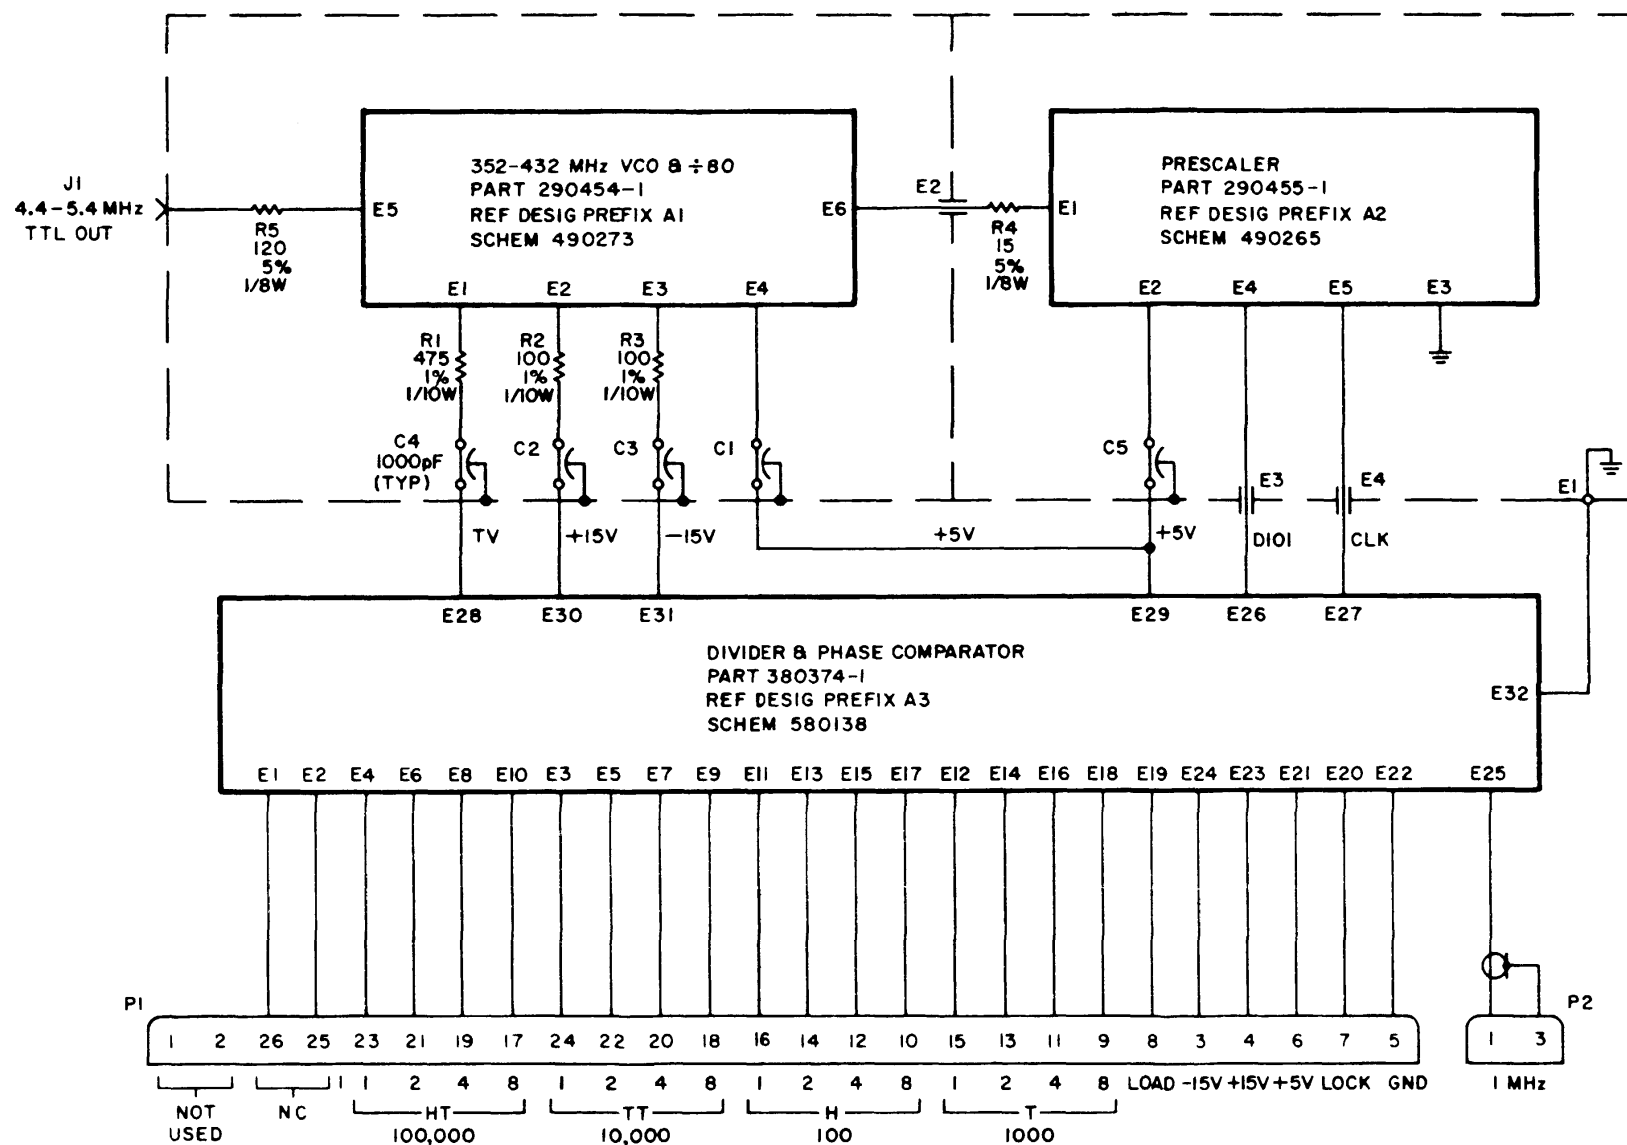 J1
4.4-5.4 MHz
TTL OUT
R5
120
5%
1/8W
E5
352-432 MHz VCO & ÷80
PART 290454-1
REF DESIG PREFIX A1
SCHEM 490273
E6
E1 E2 E3 E4
E2
R4
15
5%
1/8W
E1
PRESCALER
PART 290455-1
REF DESIG PREFIX A2
SCHEM 490265
E2 E4 E5 E3
R1
475
1%
1/10W
R2
100
1%
1/10W
R3
100
1%
1/10W
C4
1000pF
(TYP)
C2
C3
C1
C5
E3
E4
E1
TV
+15V
-15V
+5V
+5V
D101
CLK
E28 E30 E31 E29 E26 E27
DIVIDER & PHASE COMPARATOR
PART 380374-1
REF DESIG PREFIX A3
SCHEM 580138
E32
E1 E2 E4 E6 E8 E10 E3 E5 E7 E9 E11 E13 E15 E17 E12 E14 E16 E18 E19 E24 E23 E21 E20 E22 E25
P1
P2
1 2 26 25 23 21 19 17 24 22 20 18 16 14 12 10 15 13 11 9 8 3 4 6 7 5 1 3
1 1 2 4 8 1 2 4 8 1 2 4 8 1 2 4 8 LOAD -15V +15V +5V LOCK GND 1 MHz
NOT USED
NC
HT
100,000
TT
10,000
H
100
T
1000